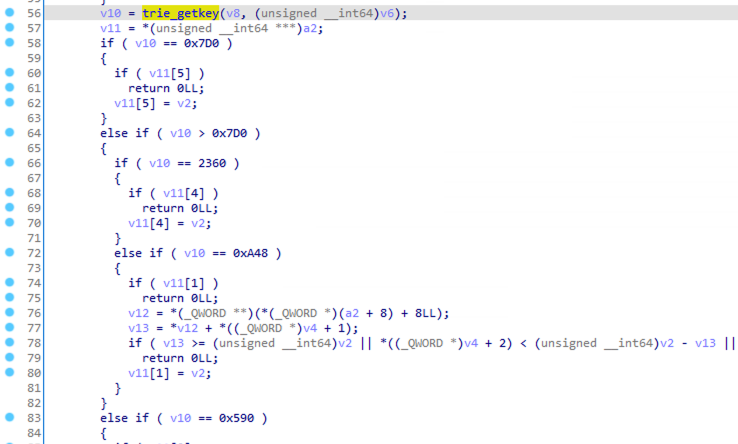 56 v10 = trie_getkey(v8, (unsigned __int64)v6);
57 v11 = *(unsigned __int64 ***)a2;
58 if ( v10 == 0x7D0 )
59 {
60 if ( v11[5] )
61 return 0LL;
62 v11[5] = v2;
63 }
64 else if ( v10 > 0x7D0 )
65 {
66 if ( v10 == 2360 )
67 {
68 if ( v11[4] )
69 return 0LL;
70 v11[4] = v2;
71 }
72 else if ( v10 == 0xA48 )
73 {
74 if ( v11[1] )
75 return 0LL;
76 v12 = *(_QWORD **)(*(_QWORD *)(a2 + 8) + 8LL);
77 v13 = *v12 + *((_QWORD *)v4 + 1);
78 if ( v13 >= (unsigned __int64)v2 || *((_QWORD *)v4 + 2) < (unsigned __int64)v2 - v13 ||
79 return 0LL;
80 v11[1] = v2;
81 }
82 }
83 else if ( v10 == 0x590 )
84 {